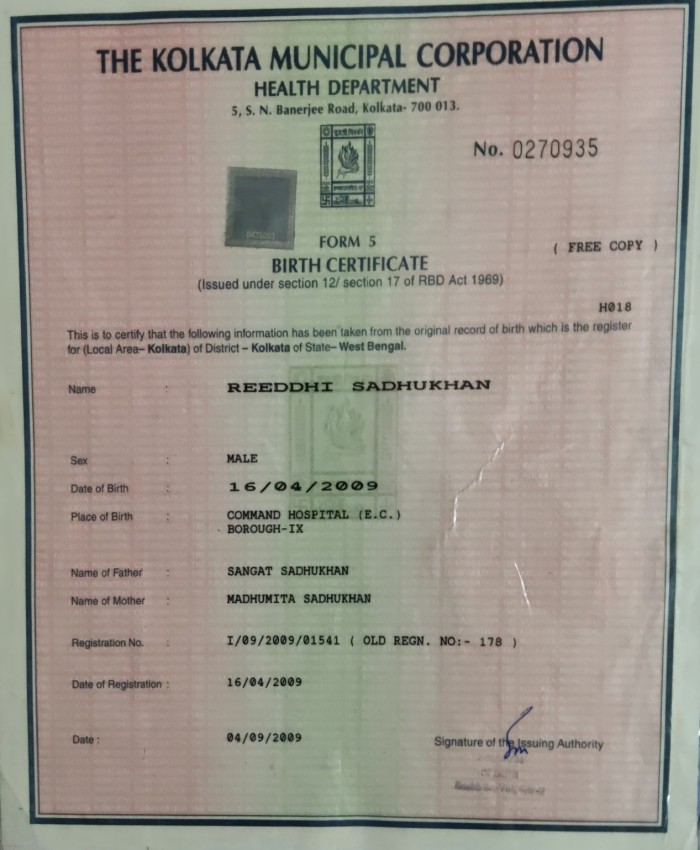 THE KOLKATA MUNICIPAL CORPORATION
HEALTH DEPARTMENT
5, S. N. Banerjee Road, Kolkata- 700 013.
No. 0270935
FORM 5
( FREE COPY )
BIRTH CERTIFICATE
(Issued under section 12/ section 17 of RBD Act 1969)
H018
This is to certify that the following information has been taken from the original record of birth which is the register
for (Local Area– Kolkata) of District – Kolkata of State– West Bengal.
Name : REEDDHI SADHUKHAN
Sex : MALE
Date of Birth : 16/04/2009
Place of Birth : COMMAND HOSPITAL (E.C.)
BOROUGH-IX
Name of Father : SANGAT SADHUKHAN
Name of Mother : MADHUMITA SADHUKHAN
Registration No. : I/09/2009/01541 ( OLD REGN. NO:- 178 )
Date of Registration : 16/04/2009
Date : 04/09/2009
Signature of the Issuing Authority